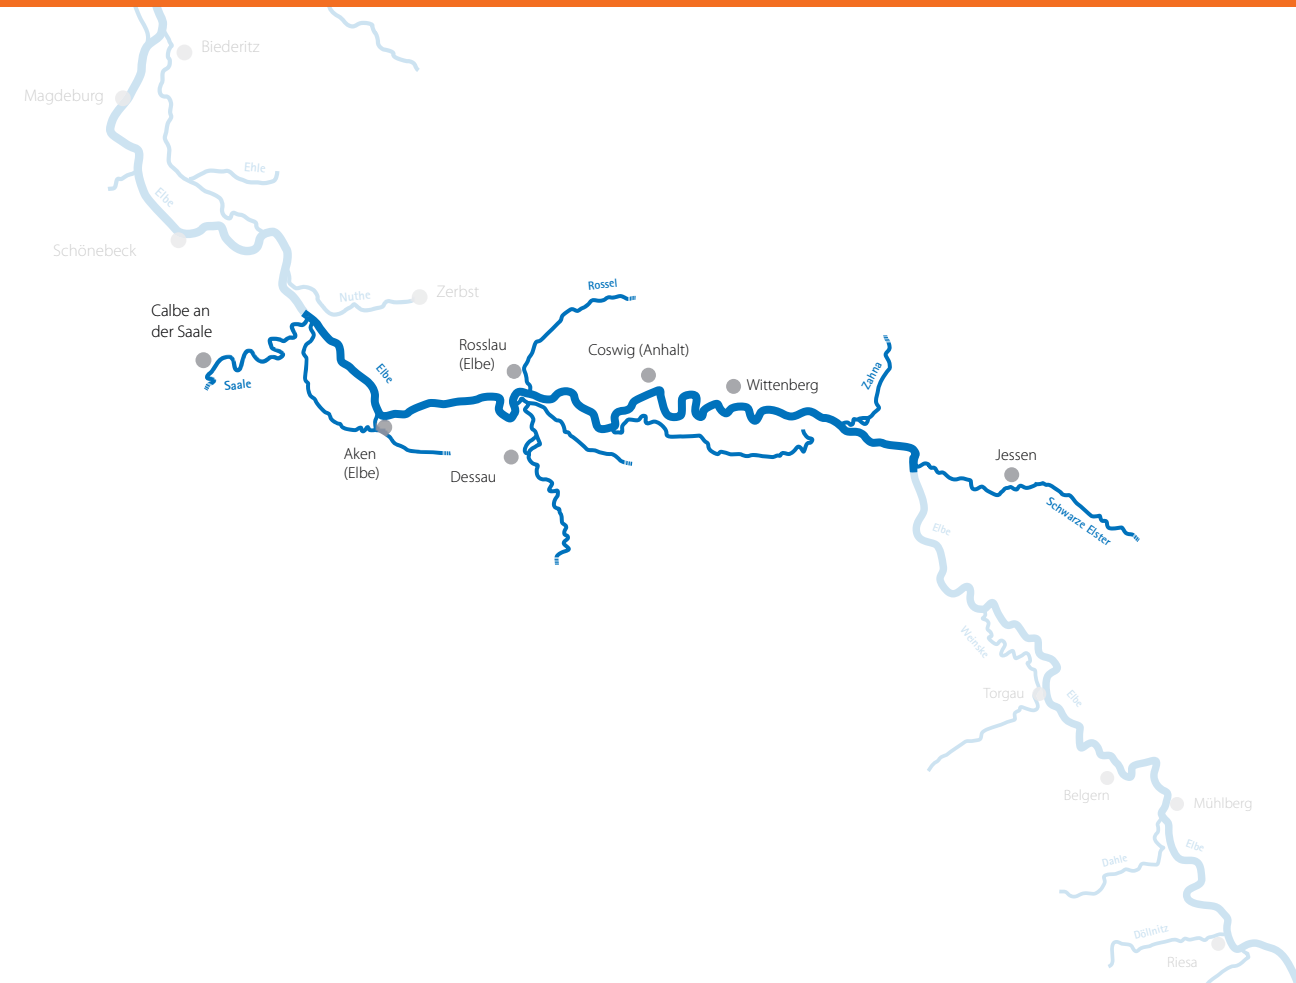 Biederitz
Magdeburg
Ehle
Elbe
Schönebeck
Nuthe
Zerbst
Rossel
Calbe an
der Saale
Saale
Elbe
Rosslau
(Elbe)
Coswig (Anhalt)
Wittenberg
Zahna
Aken
(Elbe)
Dessau
Jessen
Schwarze Elster
Elbe
Weinske
Torgau
Elbe
Belgern
Mühlberg
Elbe
Dahle
Döllnitz
Riesa